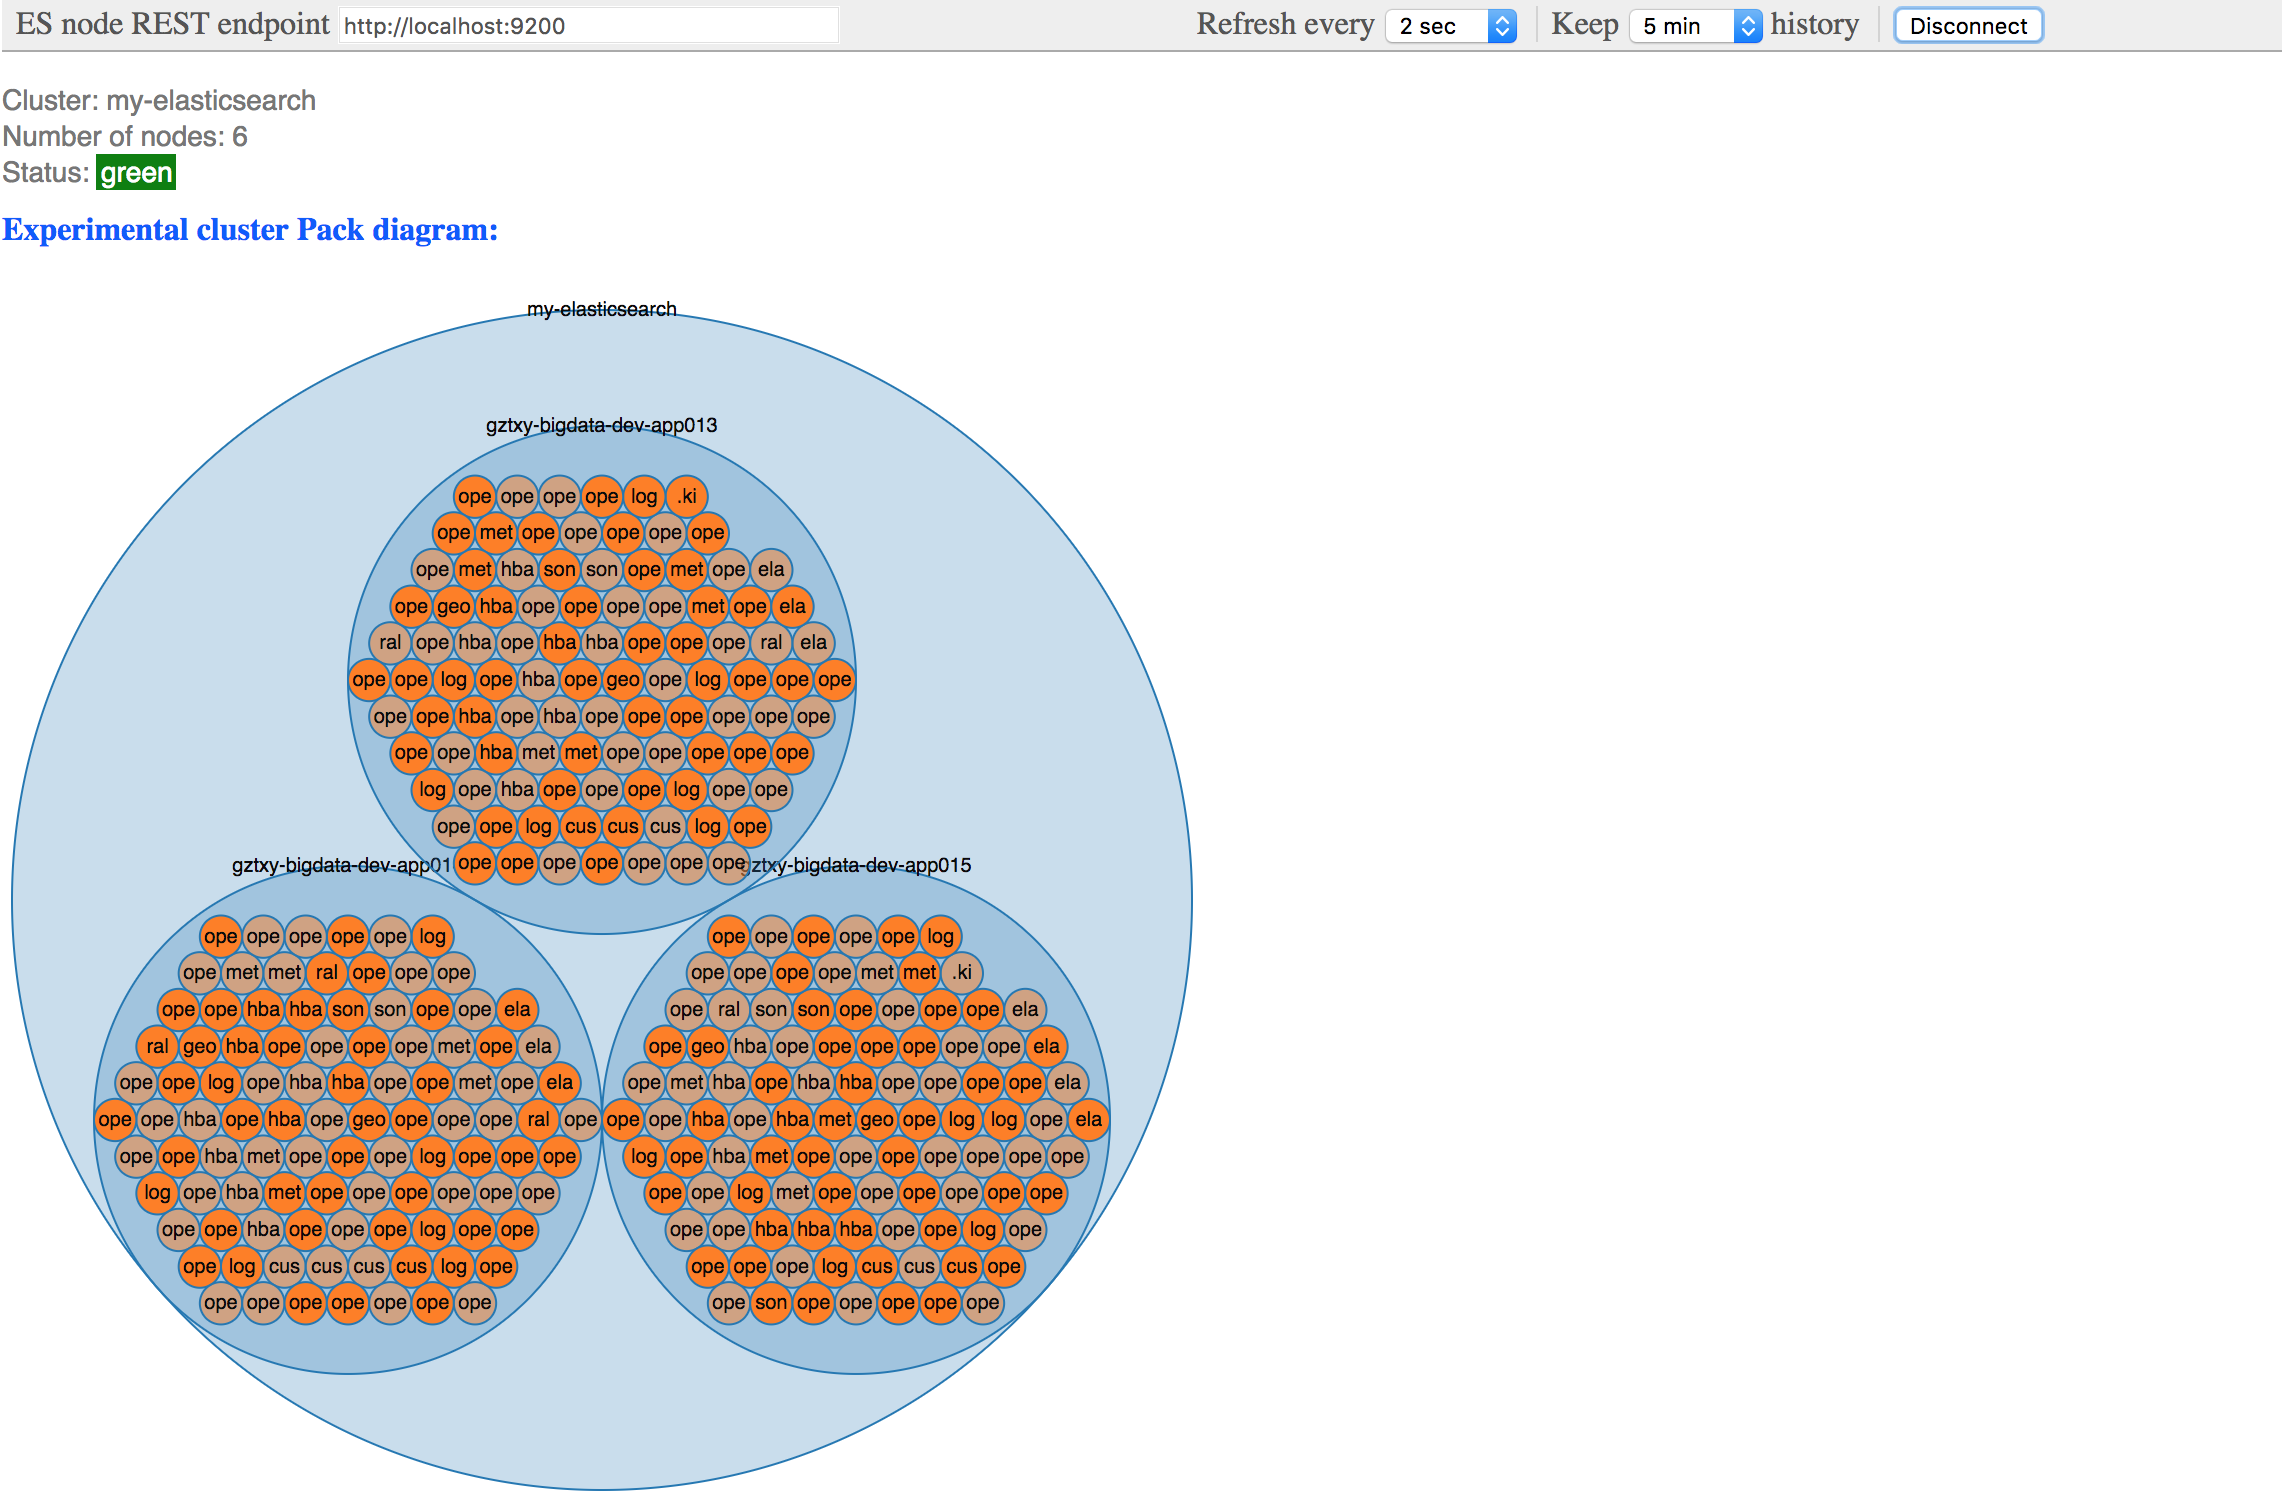 ES node REST endpoint http://localhost:9200 Refresh every 2 sec Keep 5 min history Disconnect
Cluster: my-elasticsearch
Number of nodes: 6
Status: green
Experimental cluster Pack diagram:
my-elasticsearch
gztxy-bigdata-dev-app013
ope ope ope ope log .ki
ope met ope ope ope ope ope
ope met hba son son ope met ope ela
ope geo hba ope ope ope ope met ope ela
ral ope hba ope hba hba ope ope ope ral ela
ope ope log ope hba ope geo ope log ope ope ope
ope ope hba ope hba ope ope ope ope ope ope
ope ope hba met met ope ope ope ope ope
log ope hba ope ope ope log ope ope
ope ope log cus cus cus log ope
ope ope ope ope ope ope ope
gztxy-bigdata-dev-app01
ope ope ope ope ope log
ope met met ral ope ope ope
ope ope hba hba son son ope ope ela
ral geo hba ope ope ope ope met ope ela
ope ope log ope hba hba ope ope met ope ela
ope ope hba ope hba ope geo ope ope ope ral ope
ope ope hba met ope ope ope log ope ope ope
log ope hba met ope ope ope ope ope ope
ope ope hba ope ope ope log ope ope
ope log cus cus cus cus log ope
ope ope ope ope ope ope ope
gztxy-bigdata-dev-app015
ope ope ope ope ope log
ope ope ope ope met met .ki
ope ral son son ope ope ope ope ela
ope geo hba ope ope ope ope ope ope ela
ope met hba ope hba hba ope ope ope ope ela
ope ope hba ope hba met geo ope log log ope ela
log ope hba met ope ope ope ope ope ope ope
ope ope log met ope ope ope ope ope ope
ope ope hba hba hba ope ope log ope
ope ope ope log cus cus cus ope
ope son ope ope ope ope ope